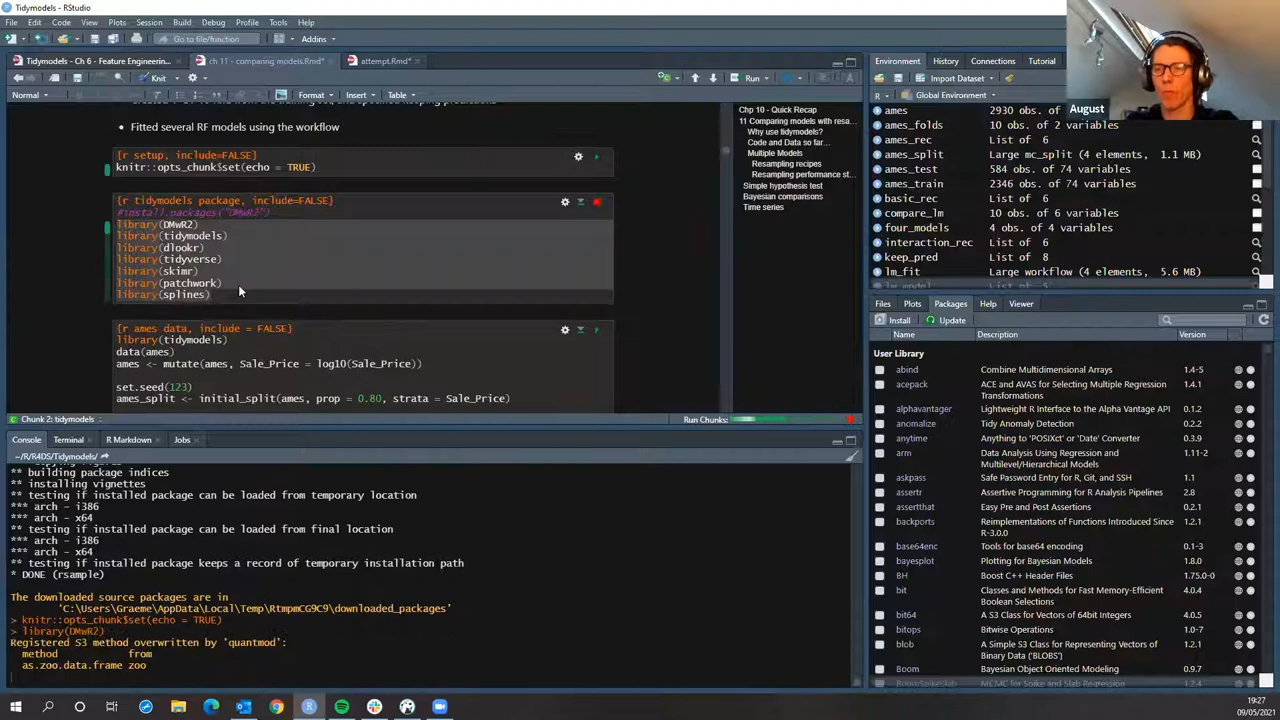 Tidymodels - RStudio
File Edit Code View Plots Session Build Debug Profile Tools Help
Go to file/function
Addins
Tidymodels - Ch 6 - Feature Engineerin...
ch 11 - comparing models.Rmd*
attempt.Rmd*
Knit
Run
Normal
Format
Insert
Table
Fitted several RF models using the workflow
{r setup, include=FALSE}
knitr::opts_chunk$set(echo = TRUE)
{r tidymodels package, include=FALSE}
#install.packages("DMwR2")
library(DMwR2)
library(tidymodels)
library(dlookr)
library(tidyverse)
library(skimr)
library(patchwork)
library(splines)
{r ames data, include = FALSE}
library(tidymodels)
data(ames)
ames <- mutate(ames, Sale_Price = log10(Sale_Price))
set.seed(123)
ames_split <- initial_split(ames, prop = 0.80, strata = Sale_Price)
Chunk 2: tidymodels
Run Chunks:
Chp 10 - Quick Recap
11 Comparing models with resa...
Why use tidymodels?
Code and Data so far...
Multiple Models
Resampling recipes
Resampling performance st...
Simple hypothesis test
Bayesian comparisons
Time series
Console Terminal R Markdown Jobs
~/R/R4DS/Tidymodels/
** building package indices
** installing vignettes
** testing if installed package can be loaded from temporary location
*** arch - i386
*** arch - x64
** testing if installed package can be loaded from final location
*** arch - i386
*** arch - x64
** testing if installed package keeps a record of temporary installation path
* DONE (rsample)
The downloaded source packages are in
'C:\Users\Graeme\AppData\Local\Temp\RtmpmCG9C9\downloaded_packages'
> knitr::opts_chunk$set(echo = TRUE)
> library(DMwR2)
Registered S3 method overwritten by 'quantmod':
method from
as.zoo.data.frame zoo
Environment History Connections Tutorial
Import Dataset
R Global Environment
ames 2930 obs. of 74 variables
ames_folds 10 obs. of 2 variables
ames_rec List of 6
ames_split Large mc_split (4 elements, 1.1 MB)
ames_test 584 obs. of 74 variables
ames_train 2346 obs. of 74 variables
basic_rec List of 6
compare_lm 10 obs. of 6 variables
four_models 4 obs. of 4 variables
interaction_rec List of 6
keep_pred List of 8
lm_fit Large workflow (4 elements, 5.6 MB)
August
Files Plots Packages Help Viewer
Install Update
Name Description Version
User Library
abind Combine Multidimensional Arrays 1.4-5
acepack ACE and AVAS for Selecting Multiple Regression Transformations 1.4.1
alphavantager Lightweight R Interface to the Alpha Vantage API 0.1.2
anomalize Tidy Anomaly Detection 0.2.2
anytime Anything to 'POSIXct' or 'Date' Converter 0.3.9
arm Data Analysis Using Regression and Multilevel/Hierarchical Models 1.11-2
askpass Safe Password Entry for R, Git, and SSH 1.1
assertr Assertive Programming for R Analysis Pipelines 2.8
assertthat Easy Pre and Post Assertions 0.2.1
backports Reimplementations of Functions Introduced Since R-3.0.0 1.2.1
base64enc Tools for base64 encoding 0.1-3
bayesplot Plotting for Bayesian Models 1.8.0
BH Boost C++ Header Files 1.75.0-0
bit Classes and Methods for Fast Memory-Efficient Boolean Selections 4.0.4
bit64 A S3 Class for Vectors of 64bit Integers 4.0.5
bitops Bitwise Operations 1.0-7
blob A Simple S3 Class for Representing Vectors of Binary Data ('BLOBS') 1.2.1
Boom Bayesian Object Oriented Modeling 0.9.7
BoomSpikeSlab MCMC for Spike and Slab Regression 1.2.4
19:27
09/05/2021